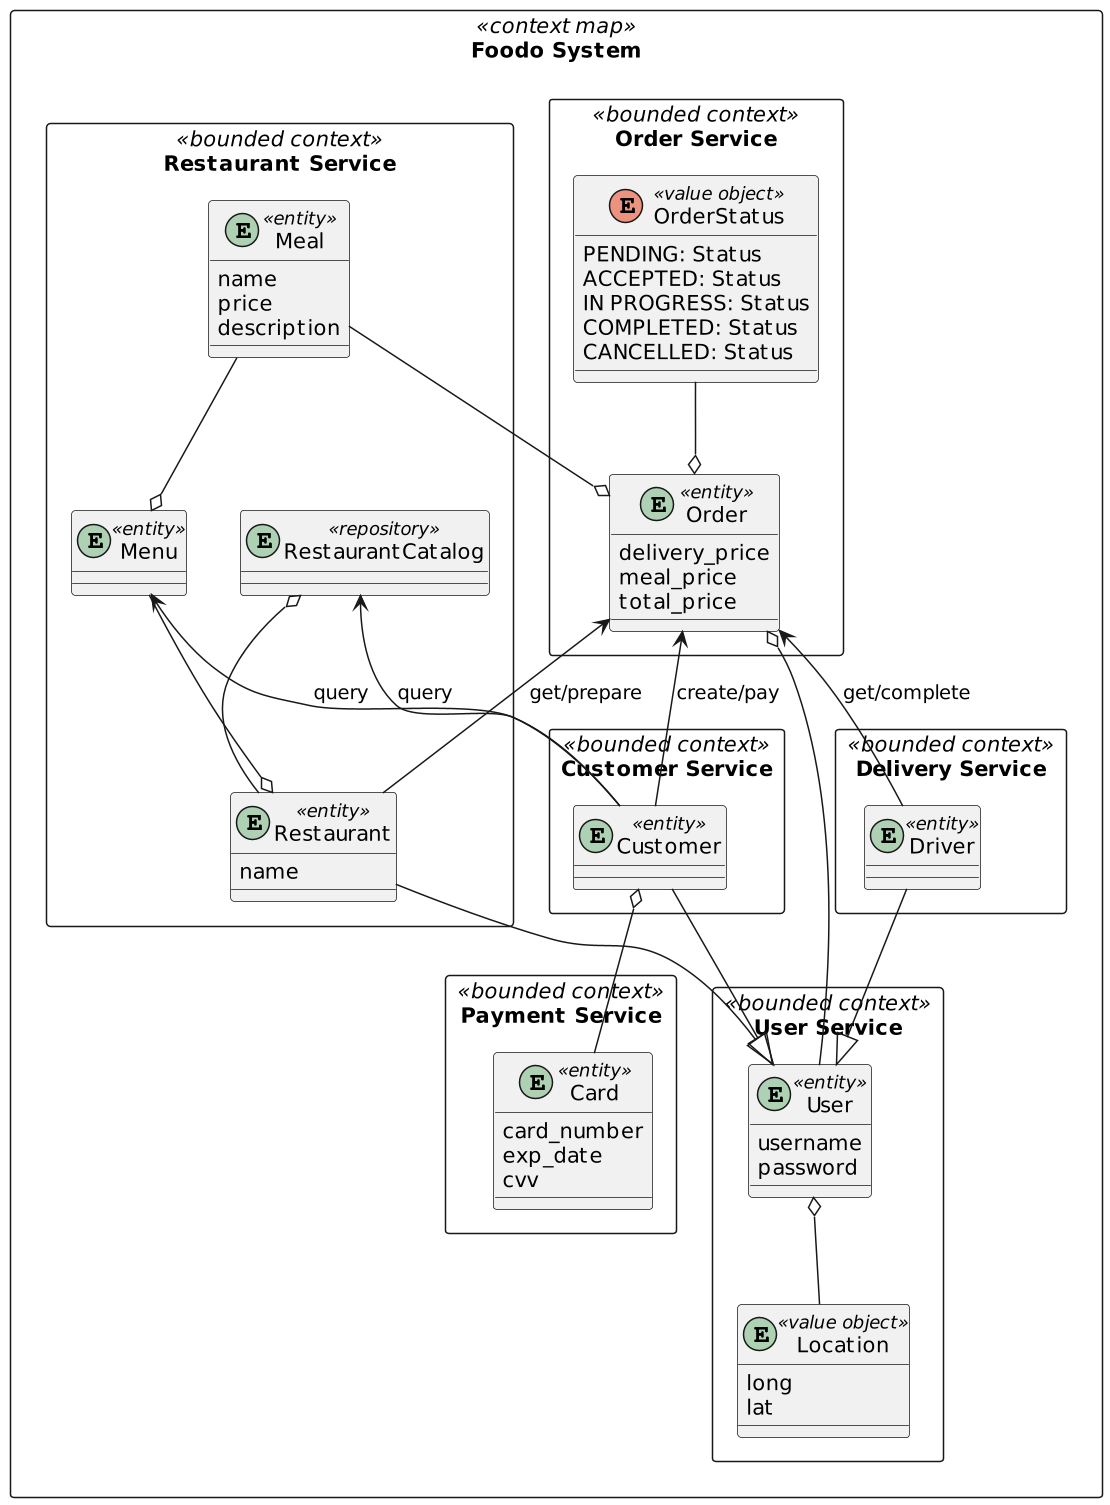 «context map»
Foodo System
«bounded context»
Restaurant Service
E «entity»
Meal
name
price
description
E «entity»
Menu
E «repository»
RestaurantCatalog
E «entity»
Restaurant
name
«bounded context»
Order Service
E «value object»
OrderStatus
PENDING: Status
ACCEPTED: Status
IN PROGRESS: Status
COMPLETED: Status
CANCELLED: Status
E «entity»
Order
delivery_price
meal_price
total_price
query
query
get/prepare
create/pay
get/complete
«bounded context»
Customer Service
E «entity»
Customer
«bounded context»
Delivery Service
E «entity»
Driver
«bounded context»
Payment Service
E «entity»
Card
card_number
exp_date
cvv
«bounded context»
User Service
E «entity»
User
username
password
E «value object»
Location
long
lat